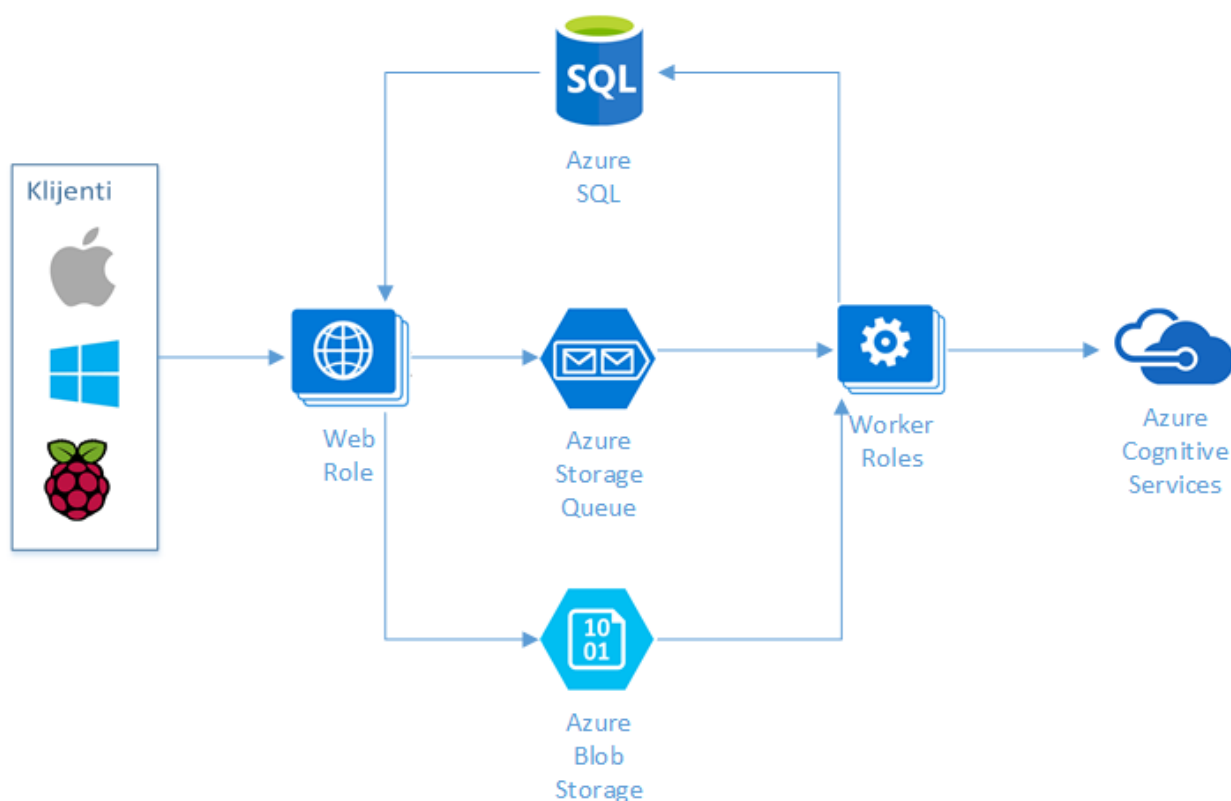 SQL
Azure
SQL
Klijenti
Web
Role
Azure
Storage
Queue
Worker
Roles
Azure
Cognitive
Services
10
01
Azure
Blob
Storage